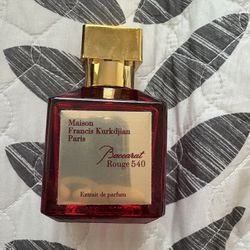 Maison
Francis Kurkdjian
Paris
Baccarat
Rouge 540
Extrait de parfum